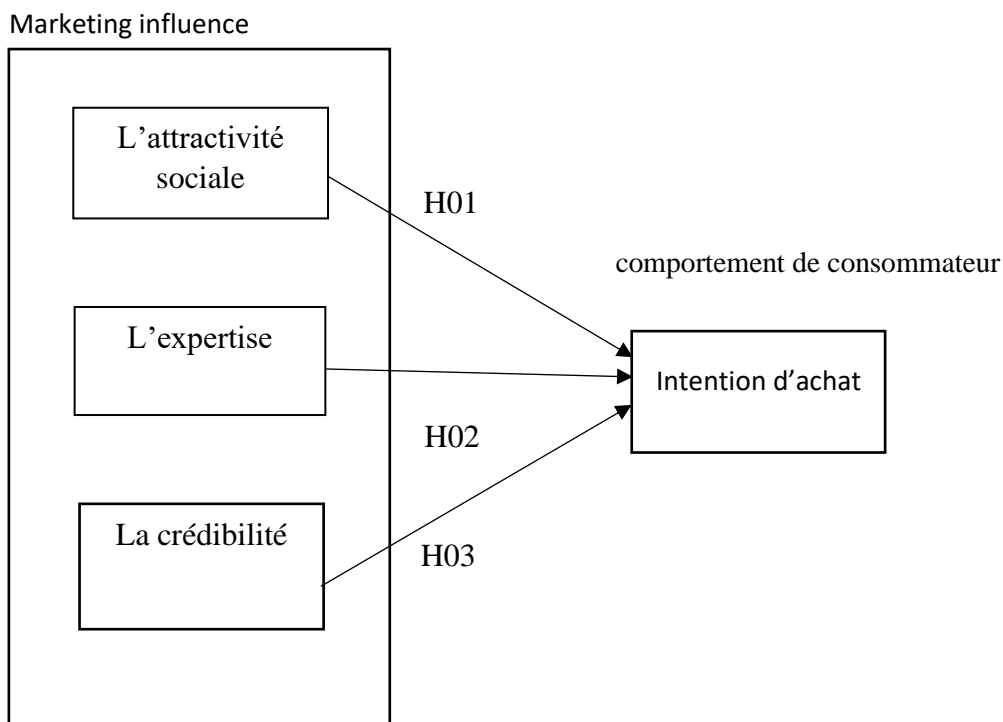 Marketing influence
L’attractivité
sociale
H01
comportement de consommateur
L’expertise
Intention d’achat
H02
La crédibilité
H03